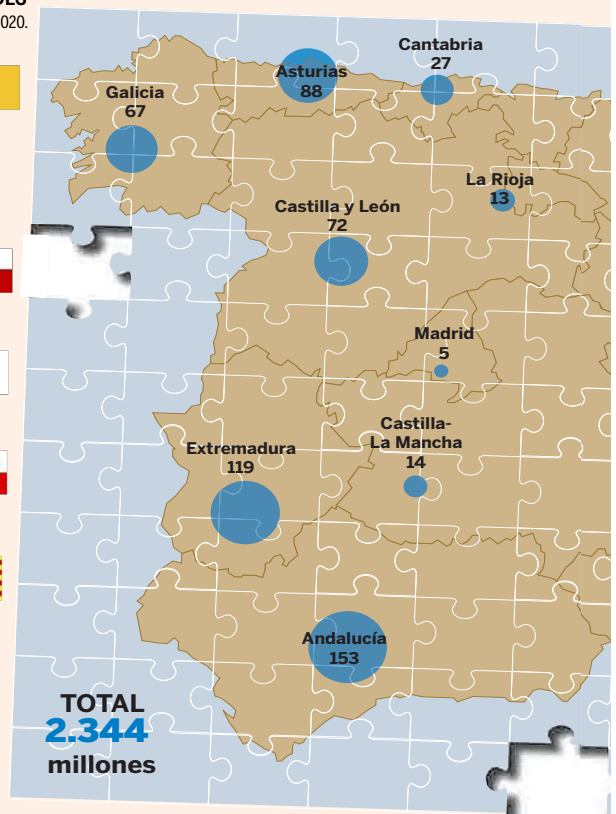 020.
Cantabria
27
Asturias
88
Galicia
67
La Rioja
13
Castilla y León
72
Madrid
5
Castilla-
La Mancha
14
Extremadura
119
Andalucía
153
TOTAL
2.344
millones